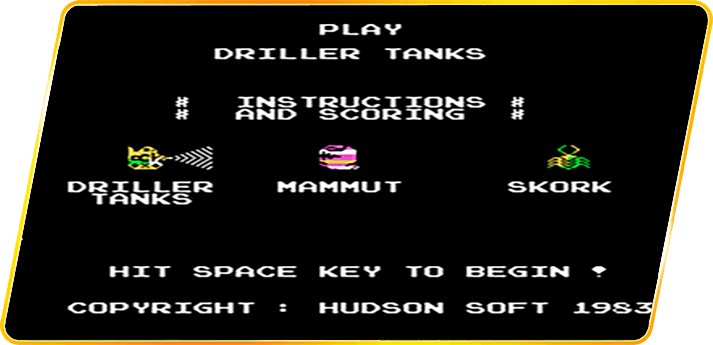 PLAY
DRILLER TANKS
# INSTRUCTIONS #
# AND SCORING #
DRILLER TANKS
MAMMUT
SKORK
HIT SPACE KEY TO BEGIN !
COPYRIGHT : HUDSON SOFT 1983